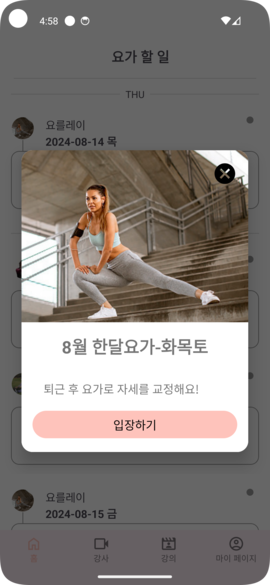 4:58
요가 할 일
THU
요를레이
2024-08-14 목
8월 한달요가-화목토
퇴근 후 요가로 자세를 교정해요!
입장하기
요를레이
2024-08-15 금
홈
강사
강의
마이 페이지